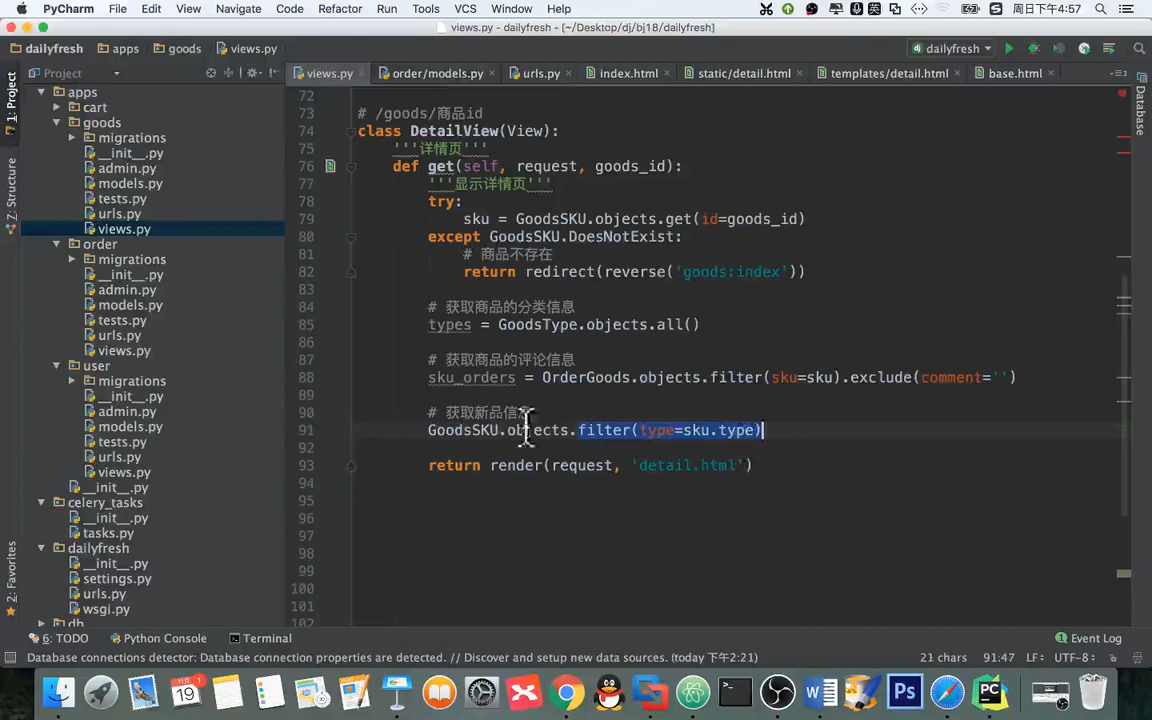 PyCharm File Edit View Navigate Code Refactor Run Tools VCS Window Help 英 周日下午4:57
views.py - dailyfresh - [~/Desktop/dj/bj18/dailyfresh]
dailyfresh apps goods views.py dailyfresh
Project views.py order/models.py urls.py index.html static/detail.html templates/detail.html base.html
1: Project
Z: Structure
2: Favorites
Database
apps
cart
goods
migrations
__init__.py
admin.py
models.py
tests.py
urls.py
views.py
order
migrations
__init__.py
admin.py
models.py
tests.py
urls.py
views.py
user
migrations
__init__.py
admin.py
models.py
tests.py
urls.py
views.py
__init__.py
celery_tasks
__init__.py
tasks.py
dailyfresh
__init__.py
settings.py
urls.py
wsgi.py
db
72
73 # /goods/商品id
74 class DetailView(View):
75 '''详情页'''
76 def get(self, request, goods_id):
77 '''显示详情页'''
78 try:
79 sku = GoodsSKU.objects.get(id=goods_id)
80 except GoodsSKU.DoesNotExist:
81 # 商品不存在
82 return redirect(reverse('goods:index'))
83
84 # 获取商品的分类信息
85 types = GoodsType.objects.all()
86
87 # 获取商品的评论信息
88 sku_orders = OrderGoods.objects.filter(sku=sku).exclude(comment='')
89
90 # 获取新品信息
91 GoodsSKU.objects.filter(type=sku.type)
92
93 return render(request, 'detail.html')
94
95
96
97
98
99
100
101
102
6: TODO Python Console Terminal 1 Event Log
Database connections detector: Database connection properties are detected. // Discover and setup new data sources. (today 下午2:21) 21 chars 91:47 LF UTF-8
19 W Ps PC